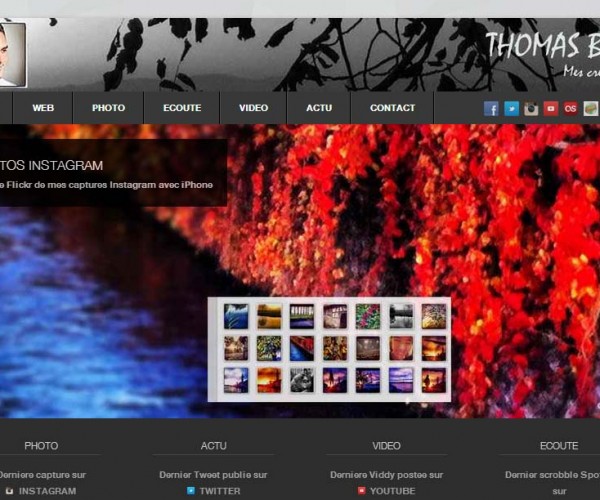 THOMAS B
Mes cré
WEB PHOTO ECOUTE VIDEO ACTU CONTACT
TOS INSTAGRAM
e Flickr de mes captures Instagram avec iPhone
PHOTO ACTU VIDEO ECOUTE
Derniere capture sur Dernier Tweet publie sur Derniere Viddy postee sur Dernier scrobble Spo
INSTAGRAM TWITTER YOUTUBE sur